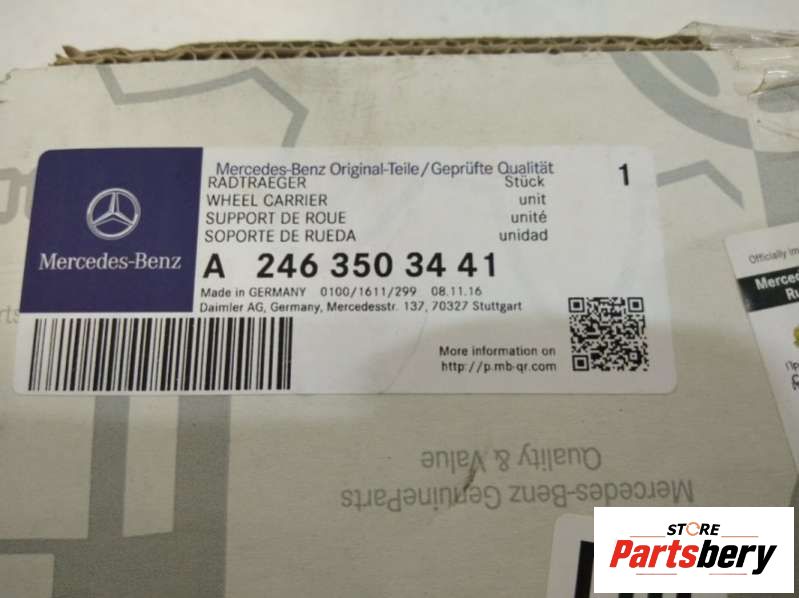 Mercedes-Benz Original-Teile/Geprüfte Qualität
RADTRAEGER Stück 1
WHEEL CARRIER unit
SUPPORT DE ROUE unité
SOPORTE DE RUEDA unidad
Mercedes-Benz
A 246 350 34 41
Made in GERMANY 0100/1611/299 08.11.16
Daimler AG, Germany, Mercedesstr. 137, 70327 Stuttgart
More information on
http://p.mb-qr.com
Officially
Mercedes
Quality & Value
Mercedes-Benz GenuineParts
STORE
Partsbery